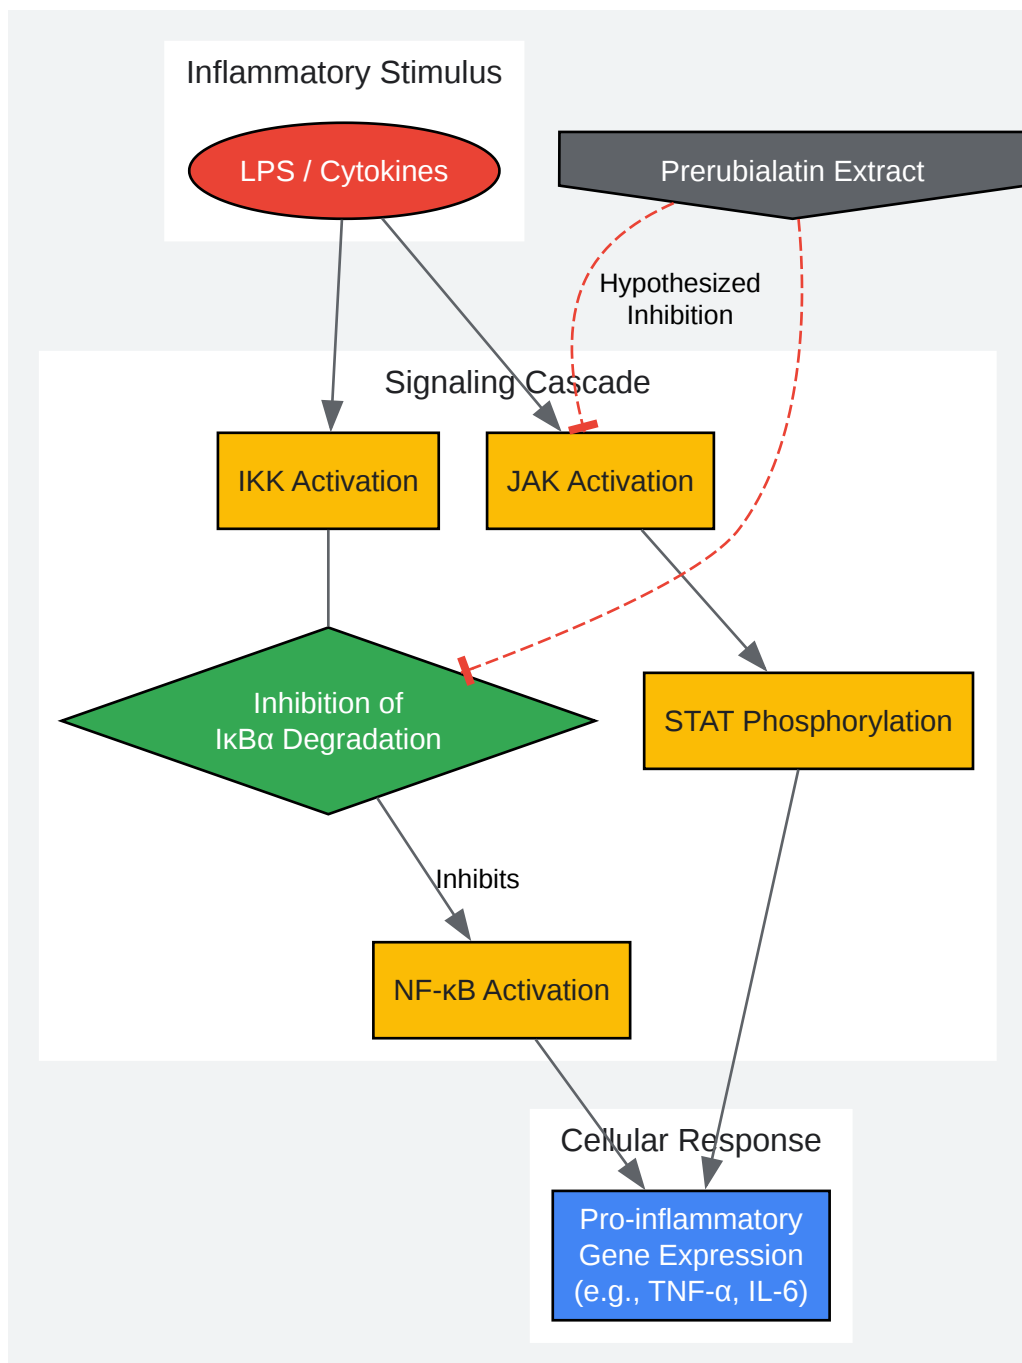 Inflammatory Stimulus
LPS / Cytokines
Prerubialatin Extract
Hypothesized
Inhibition
Signaling Cascade
IKK Activation
JAK Activation
Inhibition of
IκBα Degradation
STAT Phosphorylation
Inhibits
NF-κB Activation
Cellular Response
Pro-inflammatory
Gene Expression
(e.g., TNF-α, IL-6)